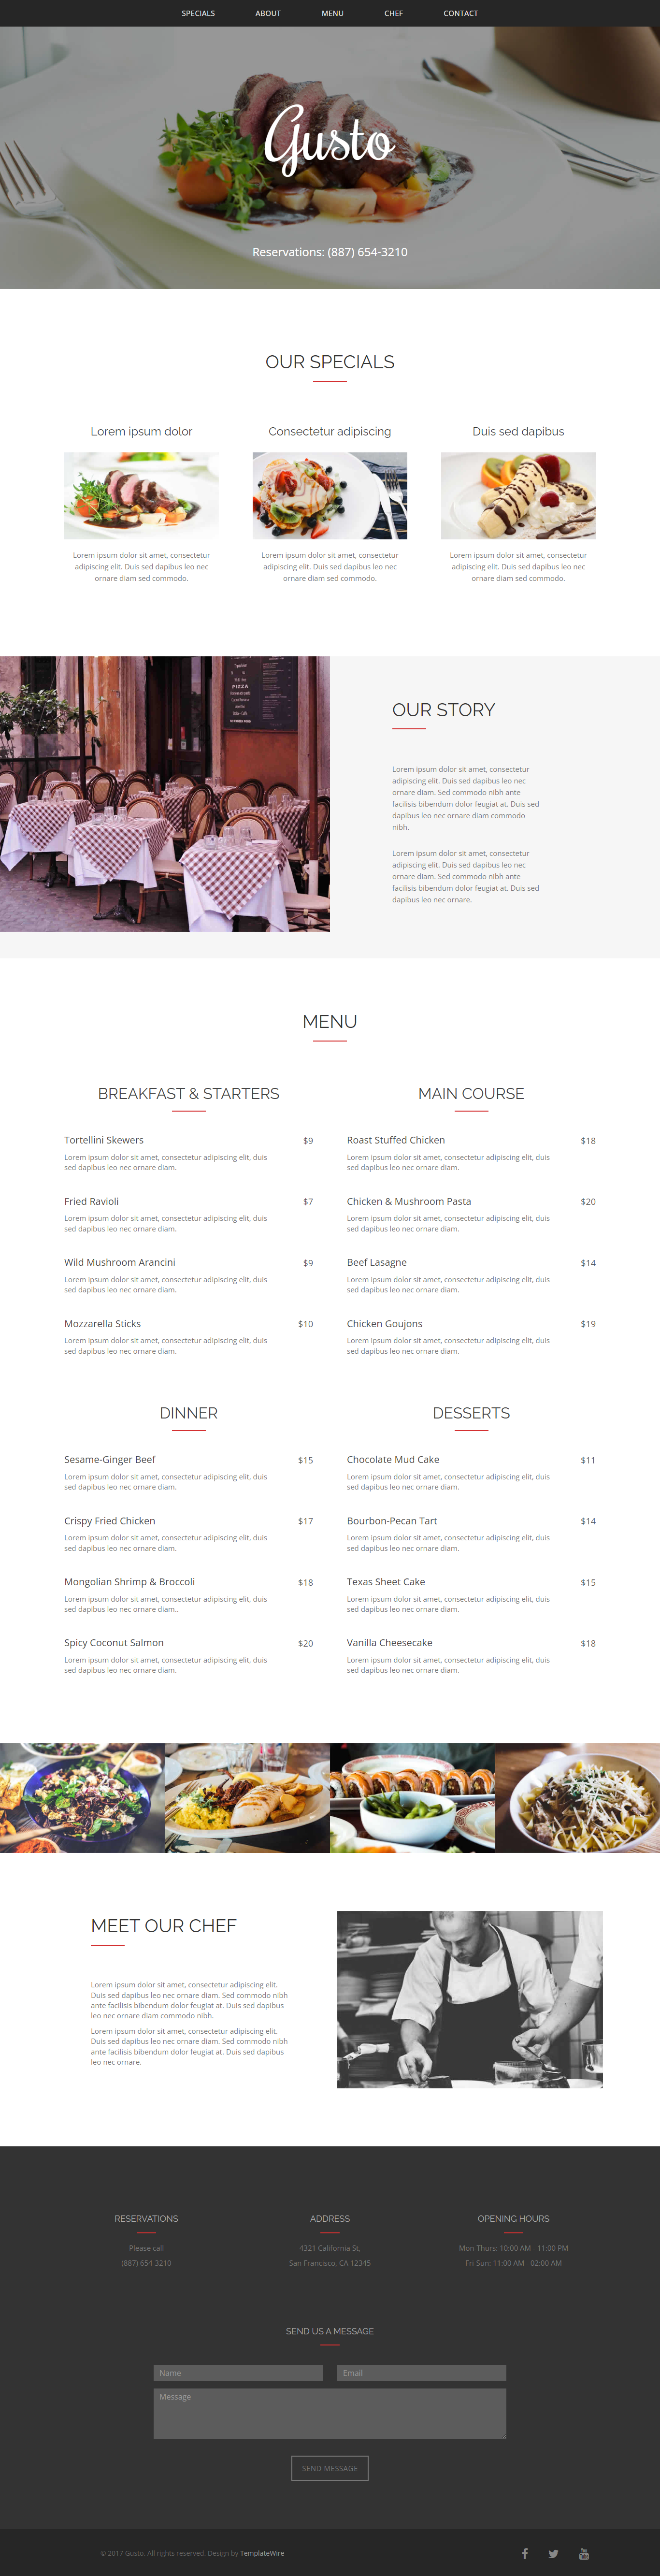 SPECIALS ABOUT MENU CHEF CONTACT
Gusto
Reservations: (887) 654-3210
OUR SPECIALS
Lorem ipsum dolor
Lorem ipsum dolor sit amet, consectetur
adipiscing elit. Duis sed dapibus leo nec
ornare diam sed commodo.
Consectetur adipiscing
Lorem ipsum dolor sit amet, consectetur
adipiscing elit. Duis sed dapibus leo nec
ornare diam sed commodo.
Duis sed dapibus
Lorem ipsum dolor sit amet, consectetur
adipiscing elit. Duis sed dapibus leo nec
ornare diam sed commodo.
PIZZA
OUR STORY
Lorem ipsum dolor sit amet, consectetur
adipiscing elit. Duis sed dapibus leo nec
ornare diam. Sed commodo nibh ante
facilisis bibendum dolor feugiat at. Duis sed
dapibus leo nec ornare diam commodo
nibh.
Lorem ipsum dolor sit amet, consectetur
adipiscing elit. Duis sed dapibus leo nec
ornare diam. Sed commodo nibh ante
facilisis bibendum dolor feugiat at. Duis sed
dapibus leo nec ornare.
MENU
BREAKFAST & STARTERS
Tortellini Skewers $9
Lorem ipsum dolor sit amet, consectetur adipiscing elit, duis
sed dapibus leo nec ornare diam.
Fried Ravioli $7
Lorem ipsum dolor sit amet, consectetur adipiscing elit, duis
sed dapibus leo nec ornare diam.
Wild Mushroom Arancini $9
Lorem ipsum dolor sit amet, consectetur adipiscing elit, duis
sed dapibus leo nec ornare diam.
Mozzarella Sticks $10
Lorem ipsum dolor sit amet, consectetur adipiscing elit, duis
sed dapibus leo nec ornare diam.
MAIN COURSE
Roast Stuffed Chicken $18
Lorem ipsum dolor sit amet, consectetur adipiscing elit, duis
sed dapibus leo nec ornare diam.
Chicken & Mushroom Pasta $20
Lorem ipsum dolor sit amet, consectetur adipiscing elit, duis
sed dapibus leo nec ornare diam.
Beef Lasagne $14
Lorem ipsum dolor sit amet, consectetur adipiscing elit, duis
sed dapibus leo nec ornare diam.
Chicken Goujons $19
Lorem ipsum dolor sit amet, consectetur adipiscing elit, duis
sed dapibus leo nec ornare diam.
DINNER
Sesame-Ginger Beef $15
Lorem ipsum dolor sit amet, consectetur adipiscing elit, duis
sed dapibus leo nec ornare diam.
Crispy Fried Chicken $17
Lorem ipsum dolor sit amet, consectetur adipiscing elit, duis
sed dapibus leo nec ornare diam.
Mongolian Shrimp & Broccoli $18
Lorem ipsum dolor sit amet, consectetur adipiscing elit, duis
sed dapibus leo nec ornare diam..
Spicy Coconut Salmon $20
Lorem ipsum dolor sit amet, consectetur adipiscing elit, duis
sed dapibus leo nec ornare diam.
DESSERTS
Chocolate Mud Cake $11
Lorem ipsum dolor sit amet, consectetur adipiscing elit, duis
sed dapibus leo nec ornare diam.
Bourbon-Pecan Tart $14
Lorem ipsum dolor sit amet, consectetur adipiscing elit, duis
sed dapibus leo nec ornare diam.
Texas Sheet Cake $15
Lorem ipsum dolor sit amet, consectetur adipiscing elit, duis
sed dapibus leo nec ornare diam.
Vanilla Cheesecake $18
Lorem ipsum dolor sit amet, consectetur adipiscing elit, duis
sed dapibus leo nec ornare diam.
MEET OUR CHEF
Lorem ipsum dolor sit amet, consectetur adipiscing elit.
Duis sed dapibus leo nec ornare diam. Sed commodo nibh
ante facilisis bibendum dolor feugiat at. Duis sed dapibus
leo nec ornare diam commodo nibh.
Lorem ipsum dolor sit amet, consectetur adipiscing elit.
Duis sed dapibus leo nec ornare diam. Sed commodo nibh
ante facilisis bibendum dolor feugiat at. Duis sed dapibus
leo nec ornare.
RESERVATIONS
Please call
(887) 654-3210
ADDRESS
4321 California St,
San Francisco, CA 12345
OPENING HOURS
Mon-Thurs: 10:00 AM - 11:00 PM
Fri-Sun: 11:00 AM - 02:00 AM
SEND US A MESSAGE
Name
Email
Message
SEND MESSAGE
© 2017 Gusto. All rights reserved. Design by TemplateWire